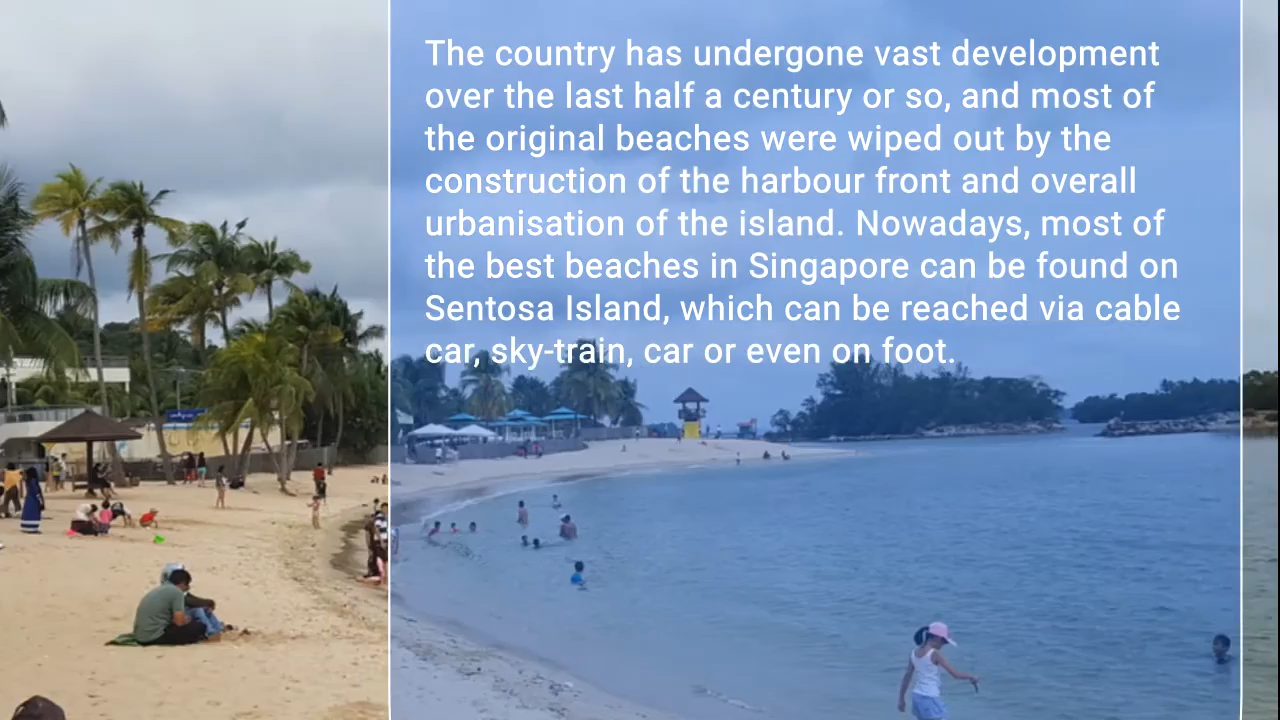 The country has undergone vast development
over the last half a century or so, and most of
the original beaches were wiped out by the
construction of the harbour front and overall
urbanisation of the island. Nowadays, most of
the best beaches in Singapore can be found on
Sentosa Island, which can be reached via cable
car, sky-train, car or even on foot.